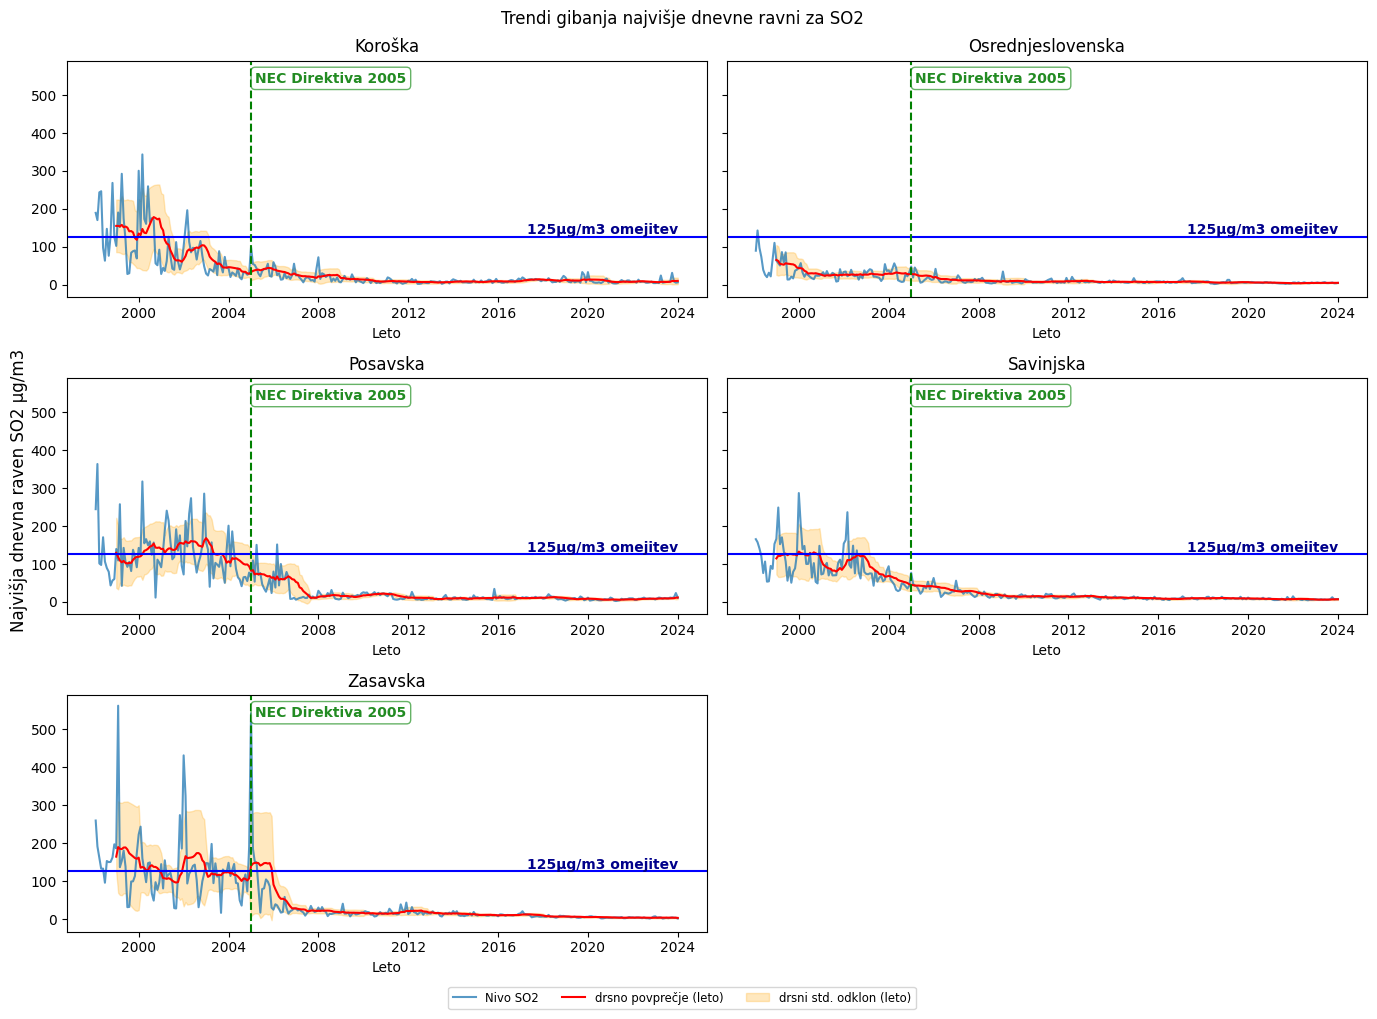 Trendi gibanja najvišje dnevne ravni za SO2
Koroška
NEC Direktiva 2005
125µg/m3 omejitev
500
400
300
200
100
0
2000 2004 2008 2012 2016 2020 2024
Leto
Osrednjeslovenska
NEC Direktiva 2005
125µg/m3 omejitev
2000 2004 2008 2012 2016 2020 2024
Leto
Najvišja dnevna raven SO2 µg/m3
Posavska
NEC Direktiva 2005
125µg/m3 omejitev
500
400
300
200
100
0
2000 2004 2008 2012 2016 2020 2024
Leto
Savinjska
NEC Direktiva 2005
125µg/m3 omejitev
2000 2004 2008 2012 2016 2020 2024
Leto
Zasavska
NEC Direktiva 2005
125µg/m3 omejitev
500
400
300
200
100
0
2000 2004 2008 2012 2016 2020 2024
Leto
Nivo SO2 drsno povprečje (leto) drsni std. odklon (leto)